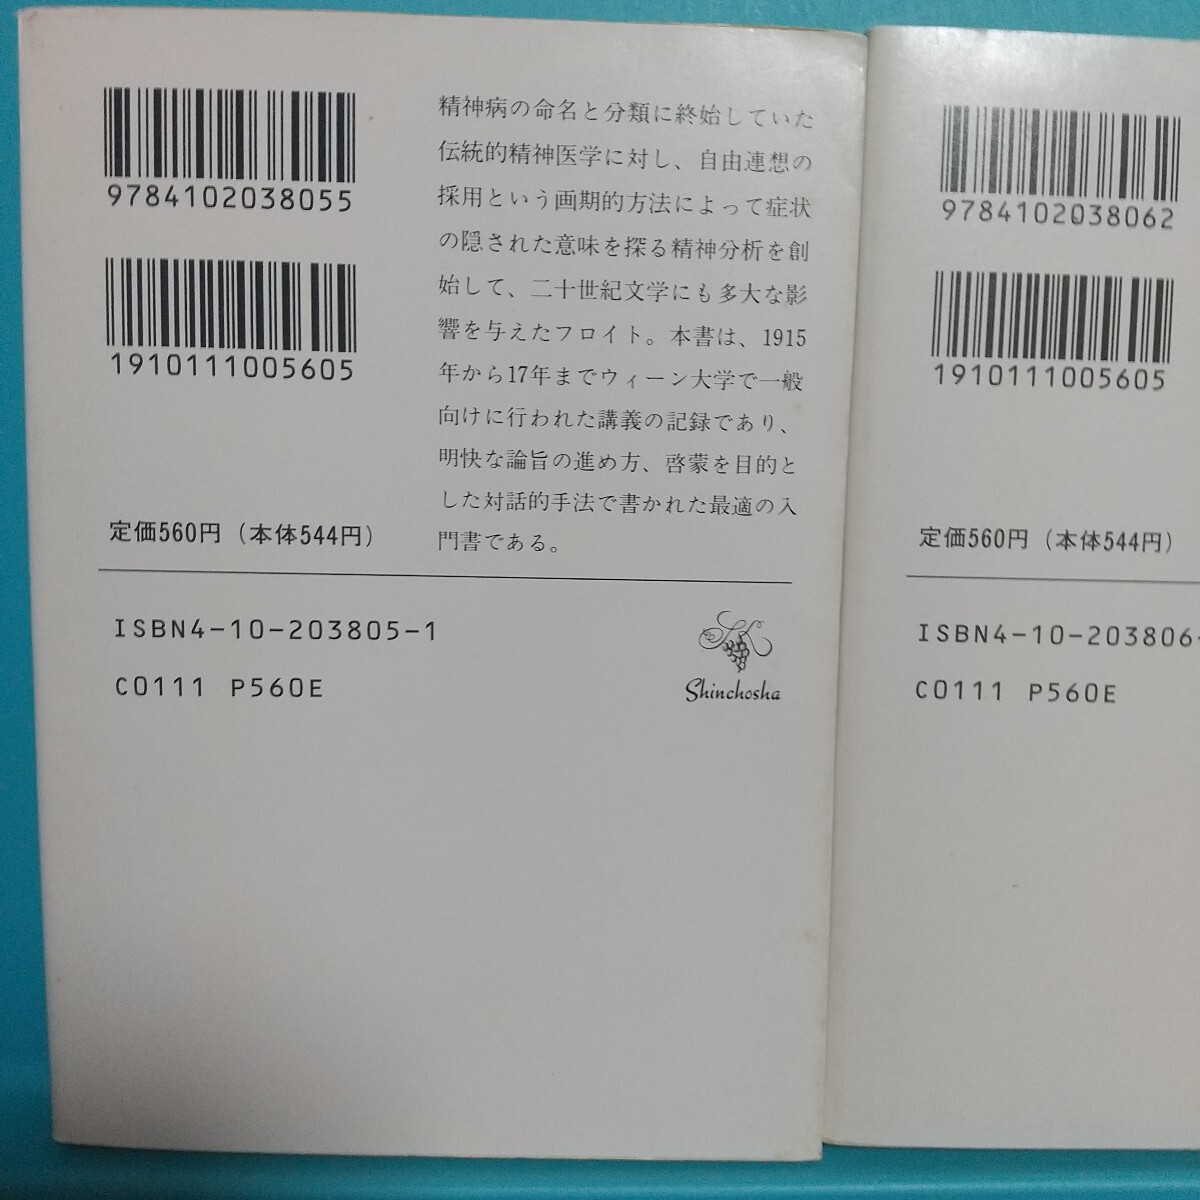 9784102038055
1910111005605
精神病の命名と分類に終始していた
伝統的精神医学に対し、自由連想の
採用という画期的方法によって症状
の隠された意味を探る精神分析を創
始して、二十世紀文学にも多大な影
響を与えたフロイト。本書は、1915
年から17年までウィーン大学で一般
向けに行われた講義の記録であり、
明快な論旨の進め方、啓蒙を目的と
した対話的手法で書かれた最適の入
門書である。
定価560円（本体544円）
ISBN4-10-203805-1
C0111 P560E
Shinchosha
9784102038062
1910111005605
定価560円（本体544円）
ISBN4-10-203806-
C0111 P560E